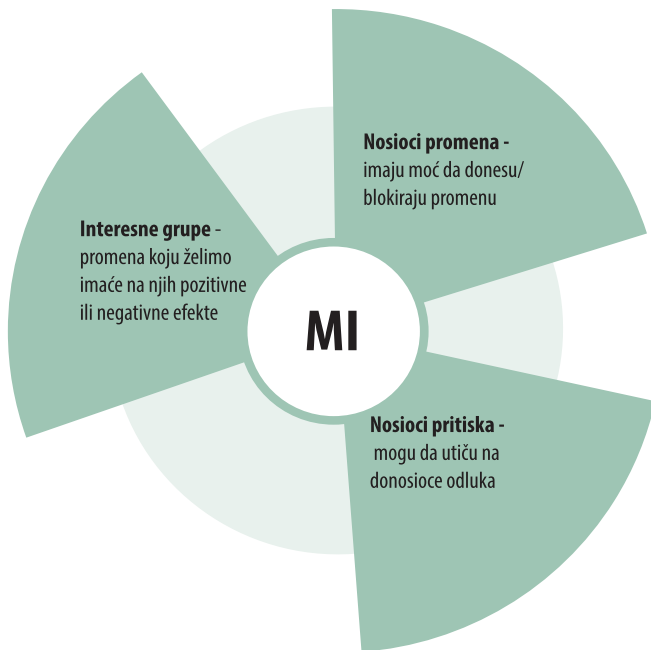 Nosioci promena -
imaju moć da donesu/
blokiraju promenu
Interesne grupe -
promena koju želimo
imaće na njih pozitivne
ili negativne efekte
MI
Nosioci pritiska -
mogu da utiču na
donosioce odluka